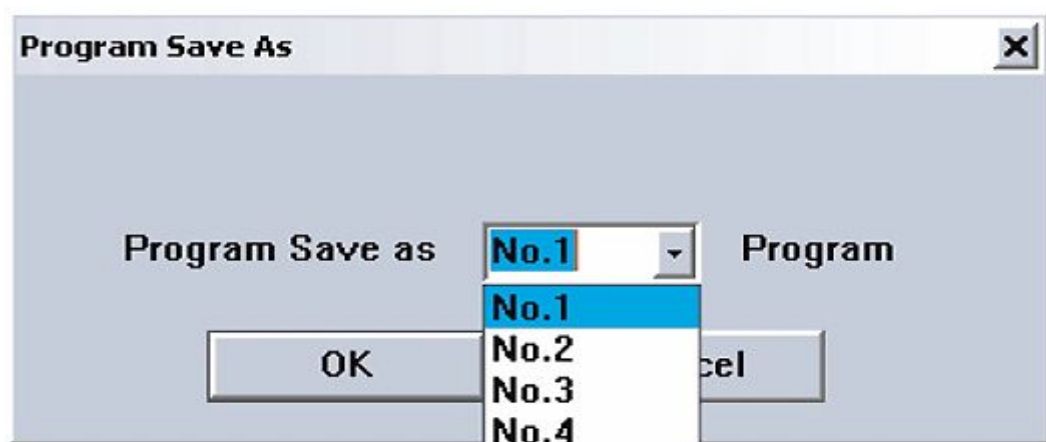 Program Save As
Program Save as No.1 Program
No.1
OK No.2 cel
No.3
No.4